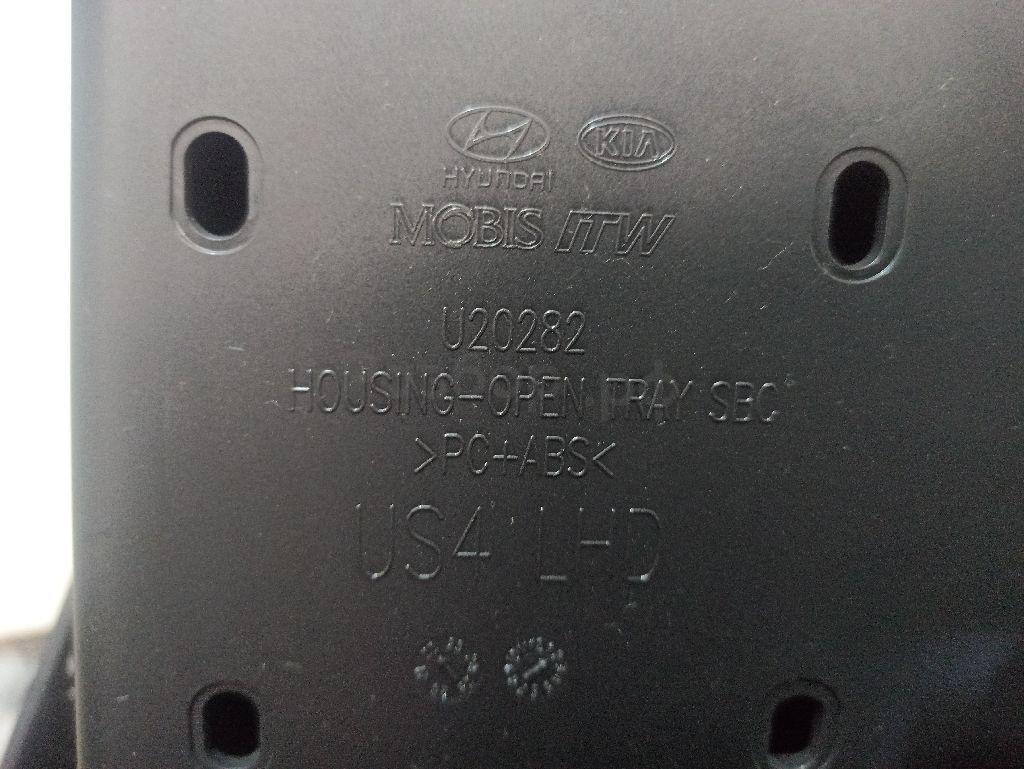 KIA
HYUNDAI
MOBIS ITW
U20282
HOUSING-OPEN TRAY SBC
>PC+ABS<
US4 LHD